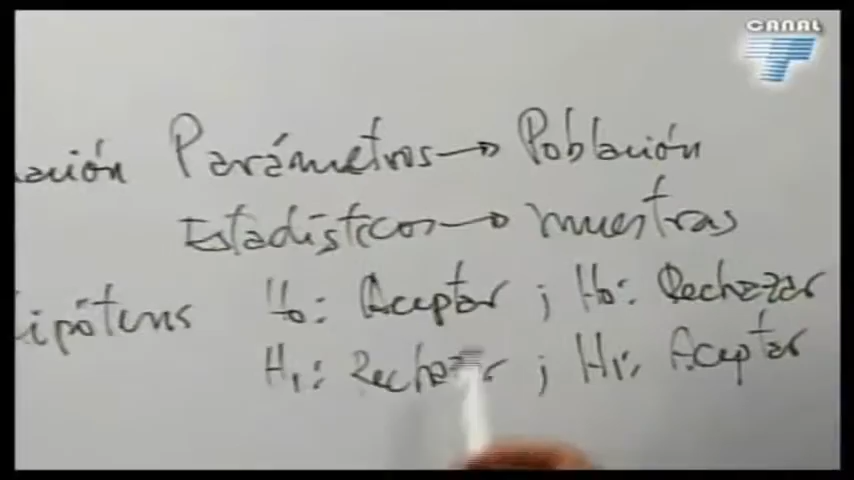 CANAL
ación Parámetros → Población
Estadísticos → muestras
ipótesis H₀: Aceptar ; H₀: Rechazar
H₁: Rechazar ; H₁: Aceptar